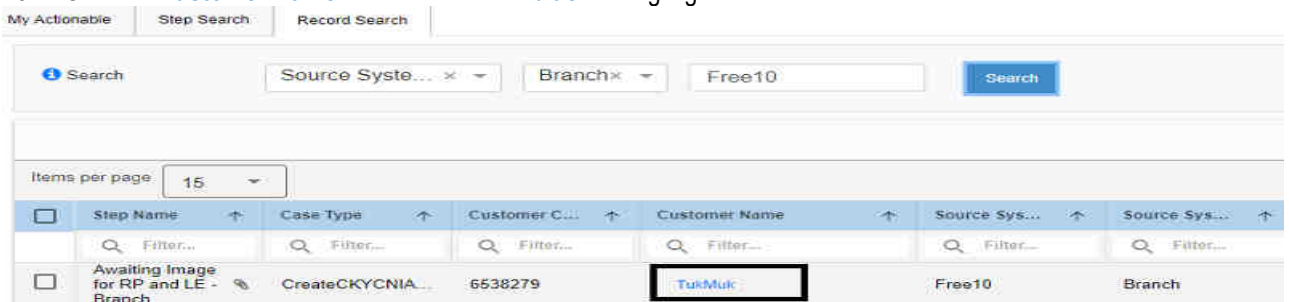 My Actionable Step Search Record Search
Search Source Syste... × Branch× Free10 Search
Items per page 15
Step Name Case Type Customer C... Customer Name Source Sys... Source Sys...
Filter... Filter... Filter... Filter... Filter... Filter...
Awaiting Image
for RP and LE - CreateCKYCNIA... 6538279 TukMuk Free10 Branch
Branch